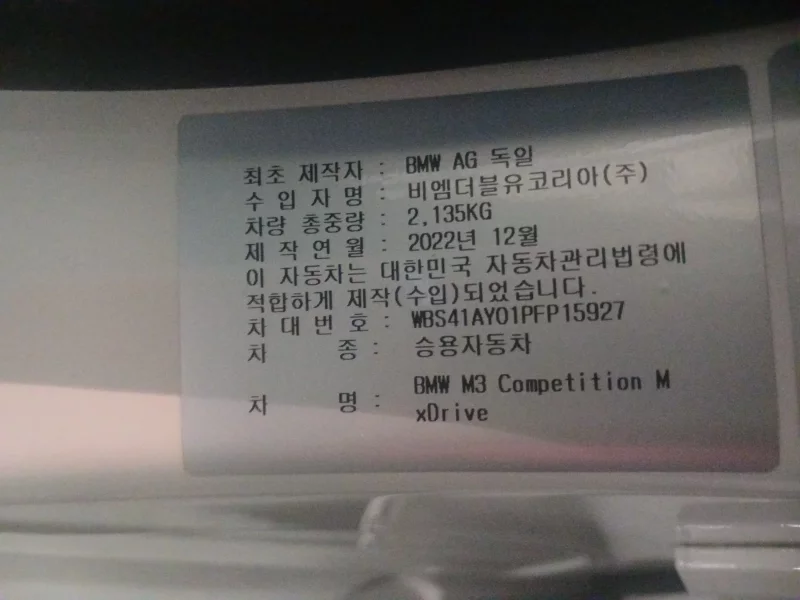 최초 제작자 : BMW AG 독일
수 입 자 명 : 비엠더블유코리아(주)
차량 총중량 : 2,135KG
제 작 연 월 : 2022년 12월
이 자동차는 대한민국 자동차관리법령에
적합하게 제작(수입)되었습니다.
차 대 번 호 : WBS41AY01PFP15927
차 종 : 승용자동차
차 명 : BMW M3 Competition M
xDrive